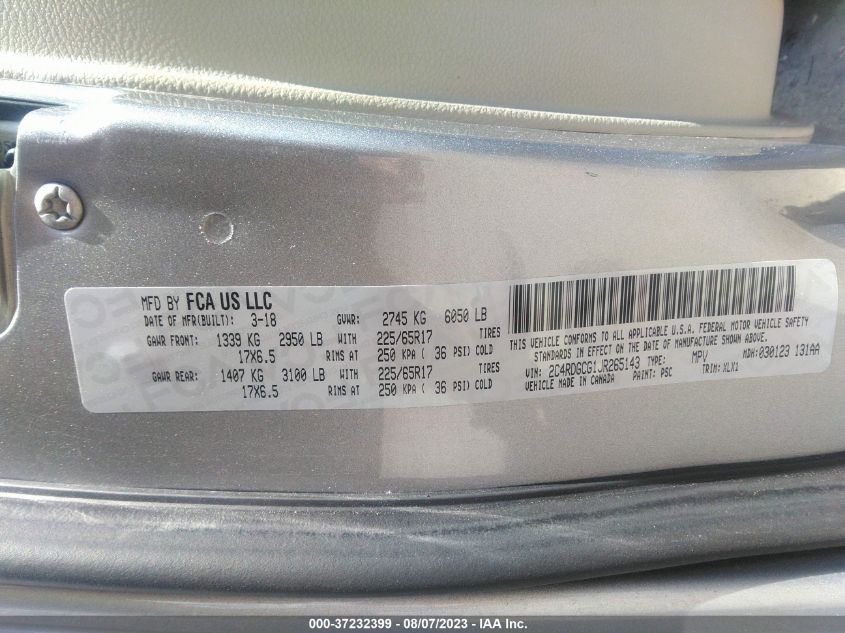 MFD BY FCA US LLC
DATE OF MFR(BUILT): 3-18 GVWR: 2745 KG 6050 LB
GAWR FRONT: 1339 KG 2950 LB WITH 225/65R17 TIRES
17X6.5 RIMS AT 250 KPA ( 36 PSI) COLD
GAWR REAR: 1407 KG 3100 LB WITH 225/65R17 TIRES
17X6.5 RIMS AT 250 KPA ( 36 PSI) COLD
THIS VEHICLE CONFORMS TO ALL APPLICABLE U.S.A. FEDERAL MOTOR VEHICLE SAFETY
STANDARDS IN EFFECT ON THE DATE OF MANUFACTURE SHOWN ABOVE.
VIN: 2C4RDGCG1JR265143 TYPE: MPV MDH:030123 131AA
MADE IN CANADA PAINT: PSC TRIM: XLX1
000-37232399 - 08/07/2023 - IAA Inc.